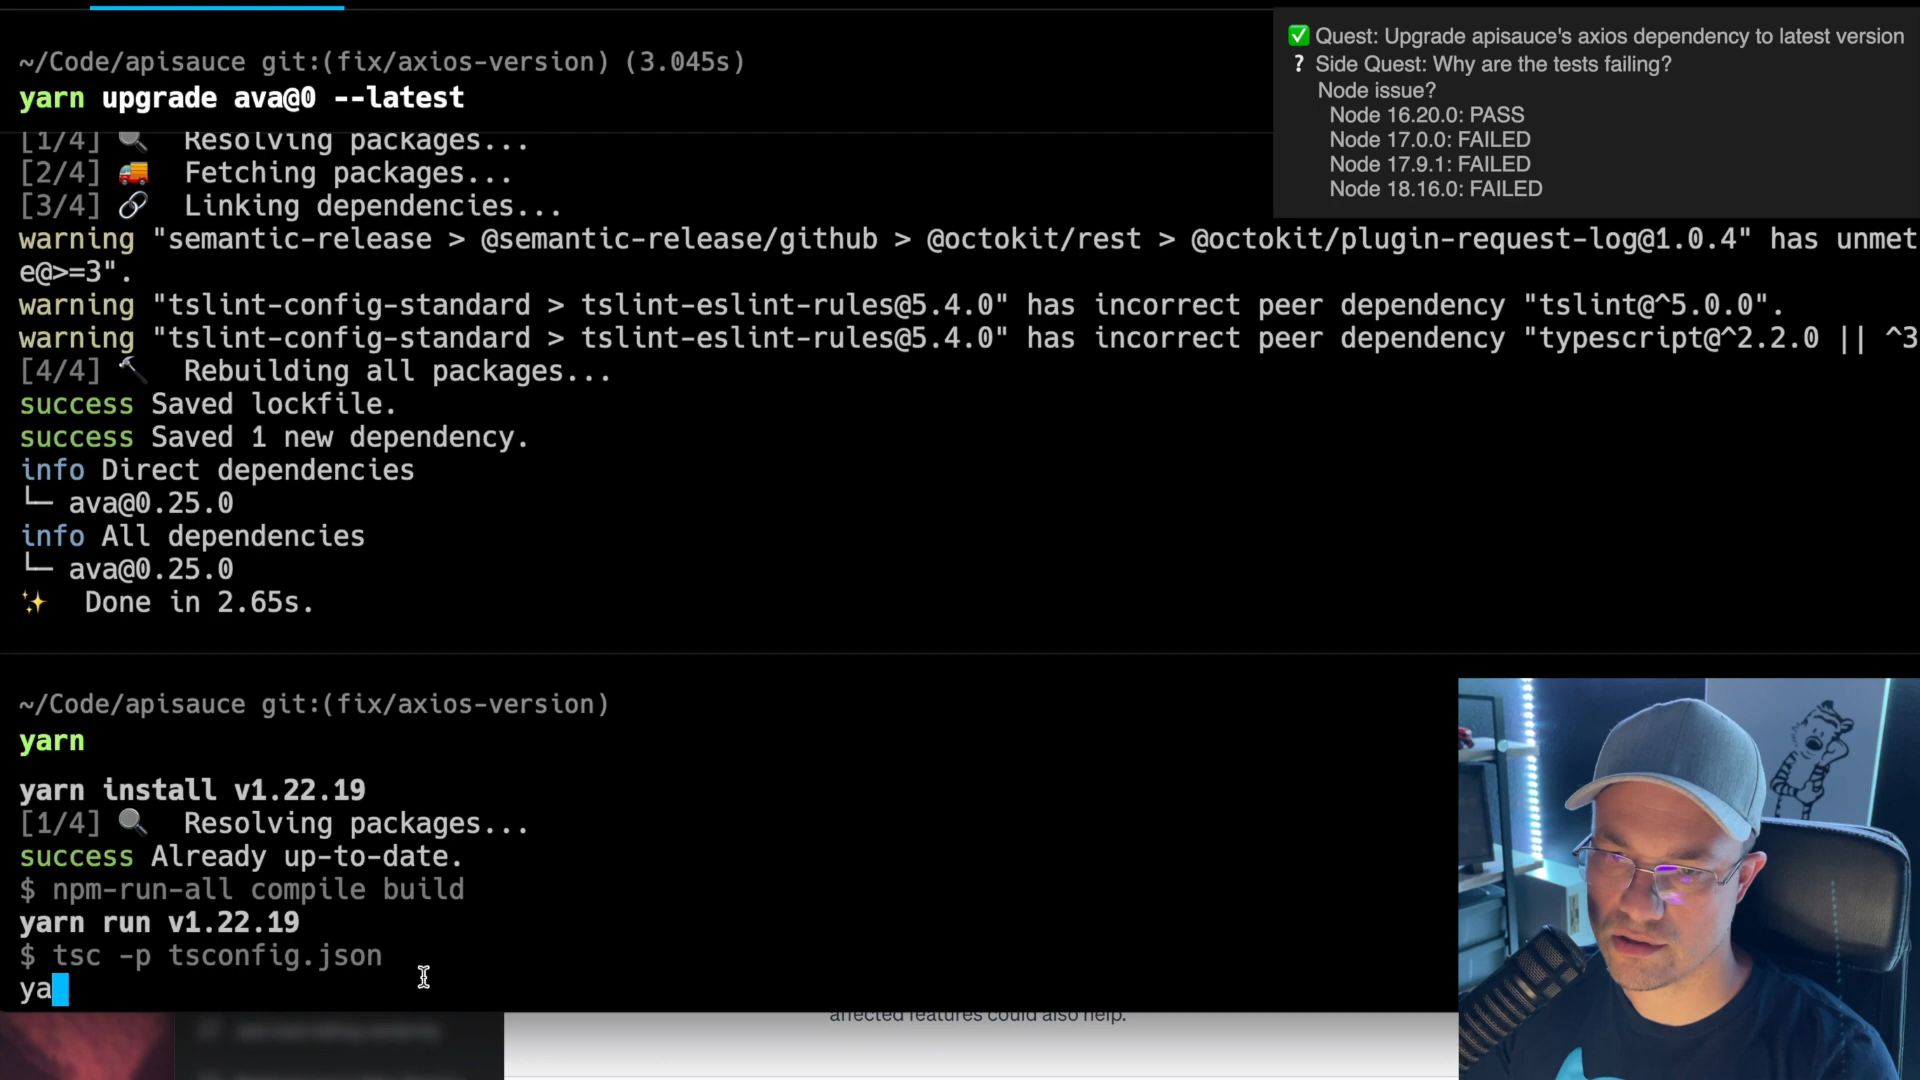 ~/Code/apisauce git:(fix/axios-version) (3.045s)
yarn upgrade ava@0 --latest
[1/4] 🔍 Resolving packages...
[2/4] 🚚 Fetching packages...
[3/4] 🔗 Linking dependencies...
warning "semantic-release > @semantic-release/github > @octokit/rest > @octokit/plugin-request-log@1.0.4" has unmet
e@>=3".
warning "tslint-config-standard > tslint-eslint-rules@5.4.0" has incorrect peer dependency "tslint@^5.0.0".
warning "tslint-config-standard > tslint-eslint-rules@5.4.0" has incorrect peer dependency "typescript@^2.2.0 || ^3
[4/4] 🔨 Rebuilding all packages...
success Saved lockfile.
success Saved 1 new dependency.
info Direct dependencies
└─ ava@0.25.0
info All dependencies
└─ ava@0.25.0
✨ Done in 2.65s.
~/Code/apisauce git:(fix/axios-version)
yarn
yarn install v1.22.19
[1/4] 🔍 Resolving packages...
success Already up-to-date.
$ npm-run-all compile build
yarn run v1.22.19
$ tsc -p tsconfig.json
ya
✅ Quest: Upgrade apisauce's axios dependency to latest version
? Side Quest: Why are the tests failing?
Node issue?
Node 16.20.0: PASS
Node 17.0.0: FAILED
Node 17.9.1: FAILED
Node 18.16.0: FAILED
affected features could also help.